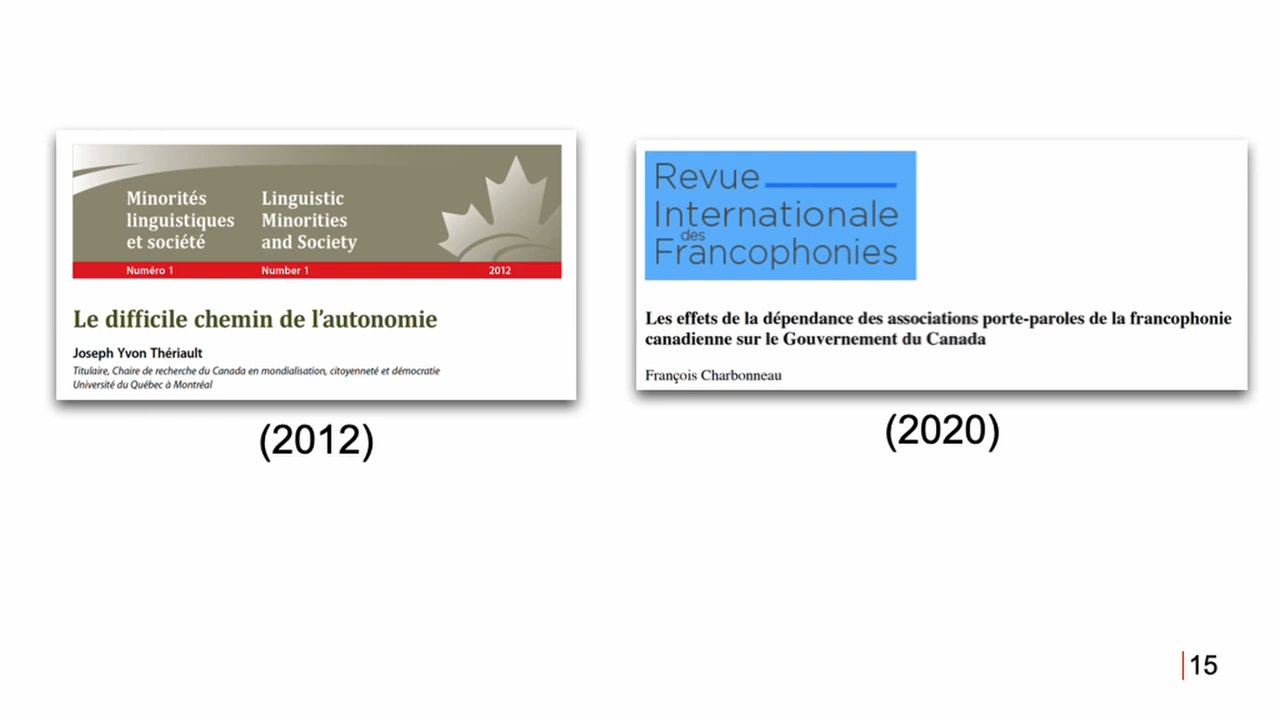 Minorités
linguistiques
et société
Linguistic
Minorities
and Society
Numéro 1
Number 1
2012
Le difficile chemin de l'autonomie
Joseph Yvon Thériault
Titulaire, Chaire de recherche du Canada en mondialisation, citoyenneté et démocratie
Université du Québec à Montréal
(2012)
Revue
Internationale
des
Francophonies
Les effets de la dépendance des associations porte-paroles de la francophonie
canadienne sur le Gouvernement du Canada
François Charbonneau
(2020)
15